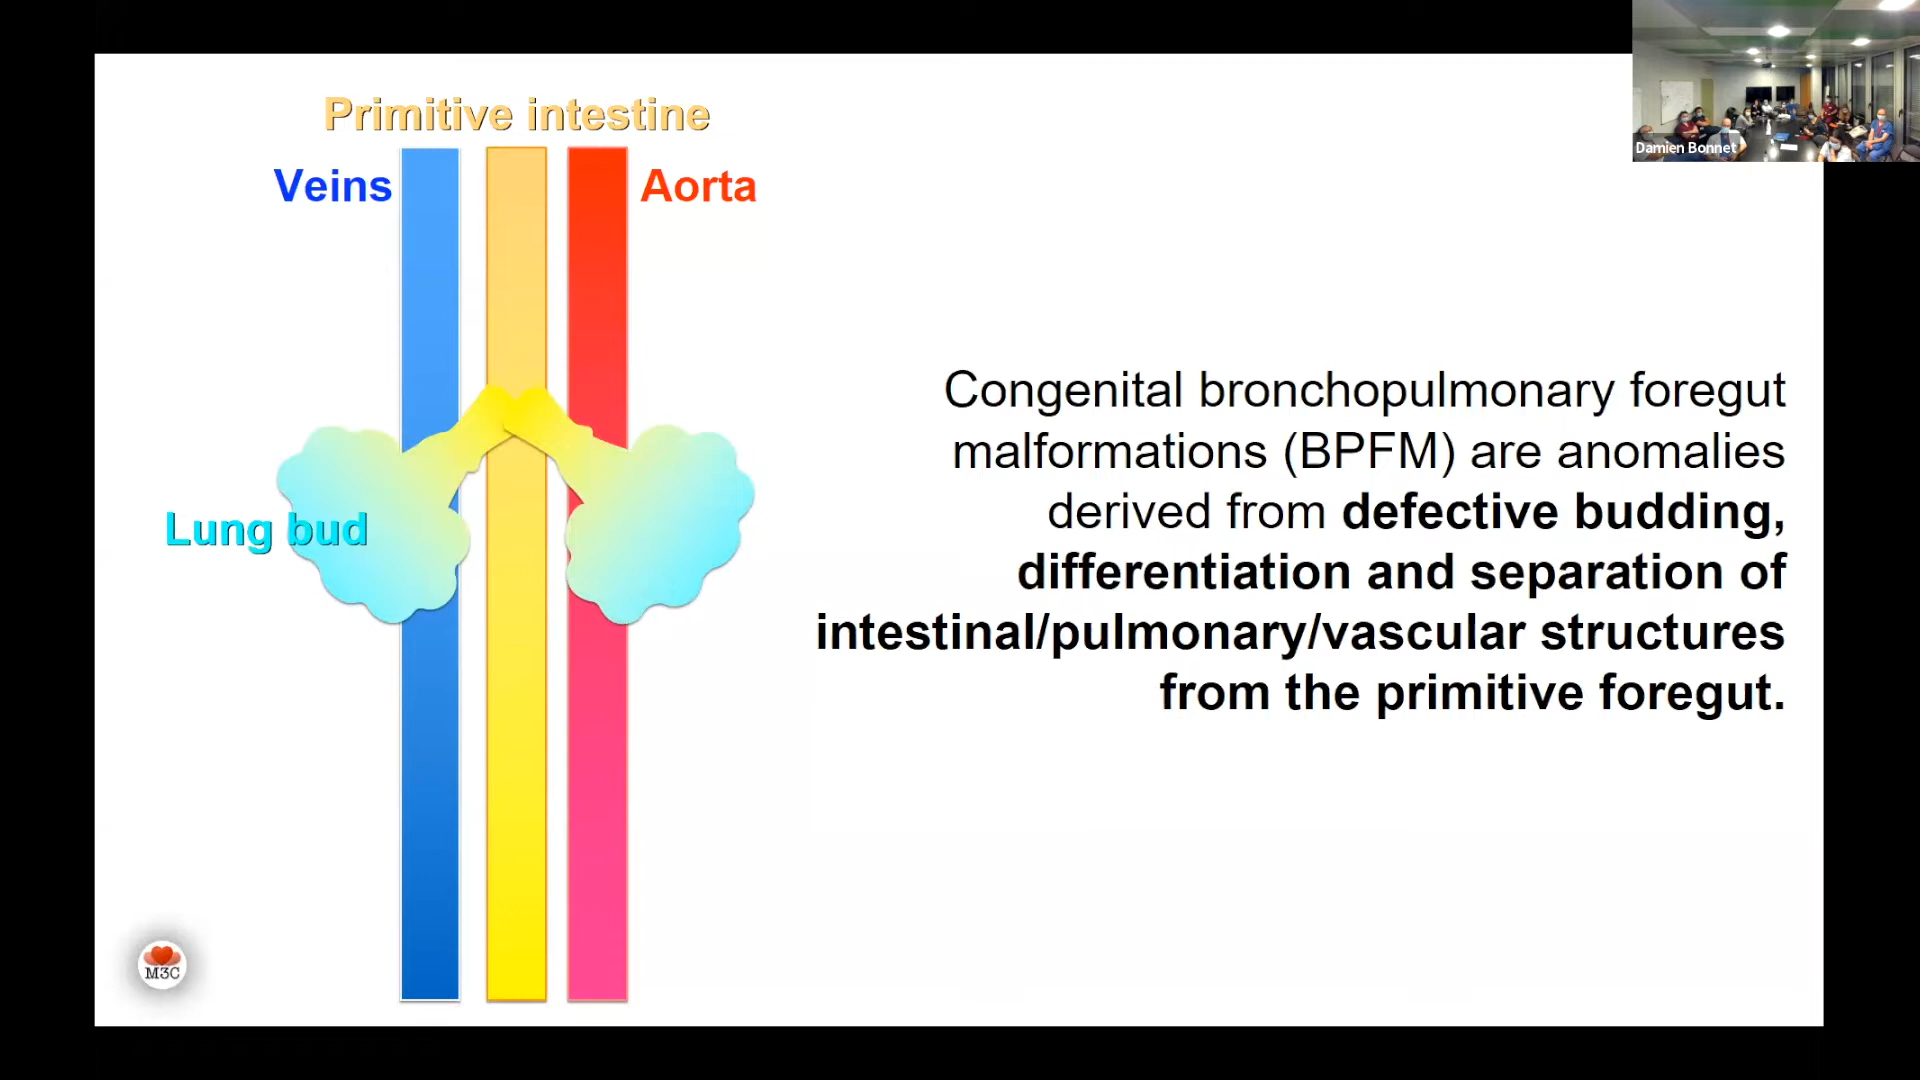 Primitive intestine
Veins
Aorta
Lung bud
Congenital bronchopulmonary foregut
malformations (BPFM) are anomalies
derived from defective budding,
differentiation and separation of
intestinal/pulmonary/vascular structures
from the primitive foregut.
M3C
Damien Bonnet